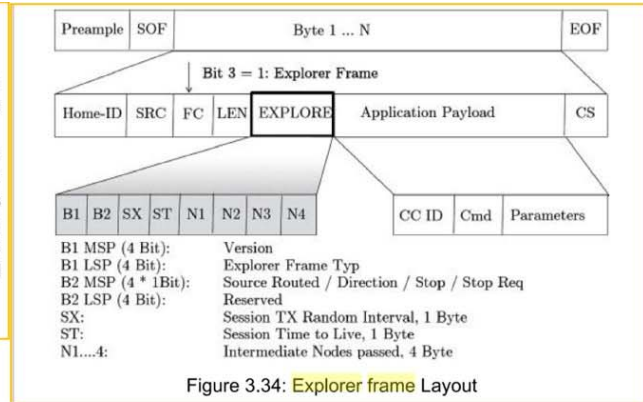 Preample SOF Byte 1 ... N EOF
Bit 3 = 1: Explorer Frame
Home-ID SRC FC LEN EXPLORE Application Payload CS
B1 B2 SX ST N1 N2 N3 N4 CC ID Cmd Parameters
B1 MSP (4 Bit): Version
B1 LSP (4 Bit): Explorer Frame Typ
B2 MSP (4 * 1Bit): Source Routed / Direction / Stop / Stop Req
B2 LSP (4 Bit): Reserved
SX: Session TX Random Interval, 1 Byte
ST: Session Time to Live, 1 Byte
N1....4: Intermediate Nodes passed, 4 Byte
Figure 3.34: Explorer frame Layout